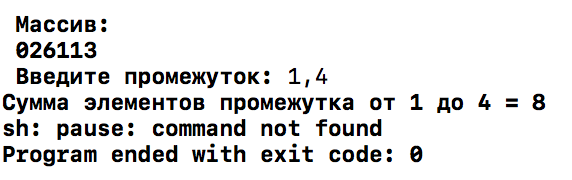 Массив:
026113
Введите промежуток: 1,4
Сумма элементов промежутка от 1 до 4 = 8
sh: pause: command not found
Program ended with exit code: 0